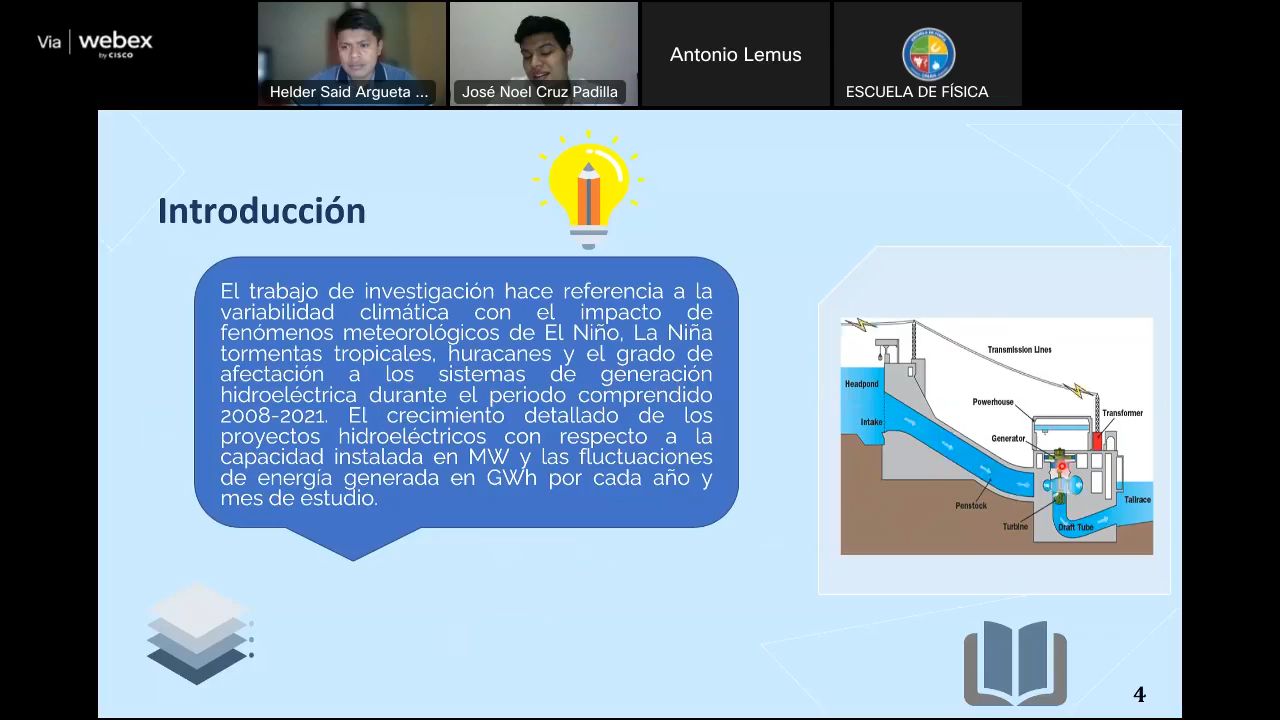 Via webex
by CISCO
Helder Said Argueta ...
José Noel Cruz Padilla
Antonio Lemus
ESCUELA DE FÍSICA
Introducción
El trabajo de investigación hace referencia a la
variabilidad climática con el impacto de
fenómenos meteorológicos de El Niño, La Niña
tormentas tropicales, huracanes y el grado de
afectación a los sistemas de generación
hidroeléctrica durante el periodo comprendido
2008-2021. El crecimiento detallado de los
proyectos hidroeléctricos con respecto a la
capacidad instalada en MW y las fluctuaciones
de energía generada en GWh por cada año y
mes de estudio.
Transmission Lines
Headpond
Powerhouse
Transformer
Intake
Generator
Tailrace
Penstock
Turbine
Draft Tube
4